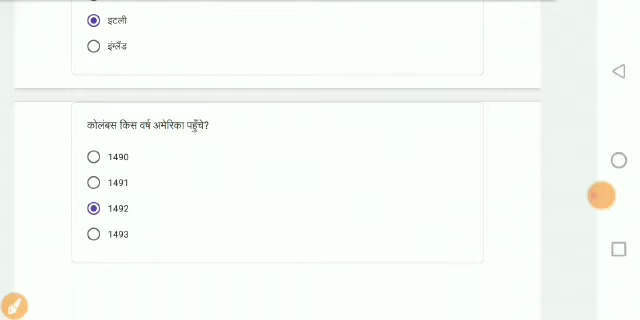 इटली
इंग्लैंड
कोलंबस किस वर्ष अमेरिका पहुँचे?
1490
1491
1492
1493